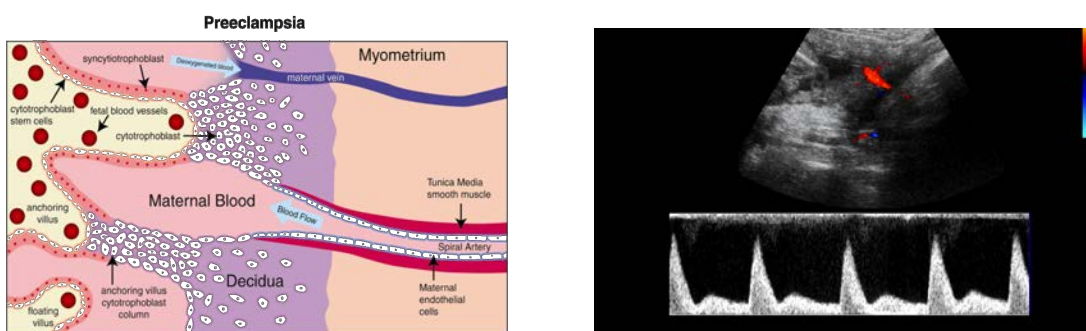 Preeclampsia
syncytiotrophoblast
Deoxygenated blood
Myometrium
maternal vein
cytotrophoblast
stem cells
fetal blood vessels
cytotrophoblast
Maternal Blood
Tunica Media
smooth muscle
anchoring
villus
Blood Flow
Spiral Artery
anchoring villus
cytotrophoblast
column
Decidua
Maternal
endothelial
cells
floating
villus